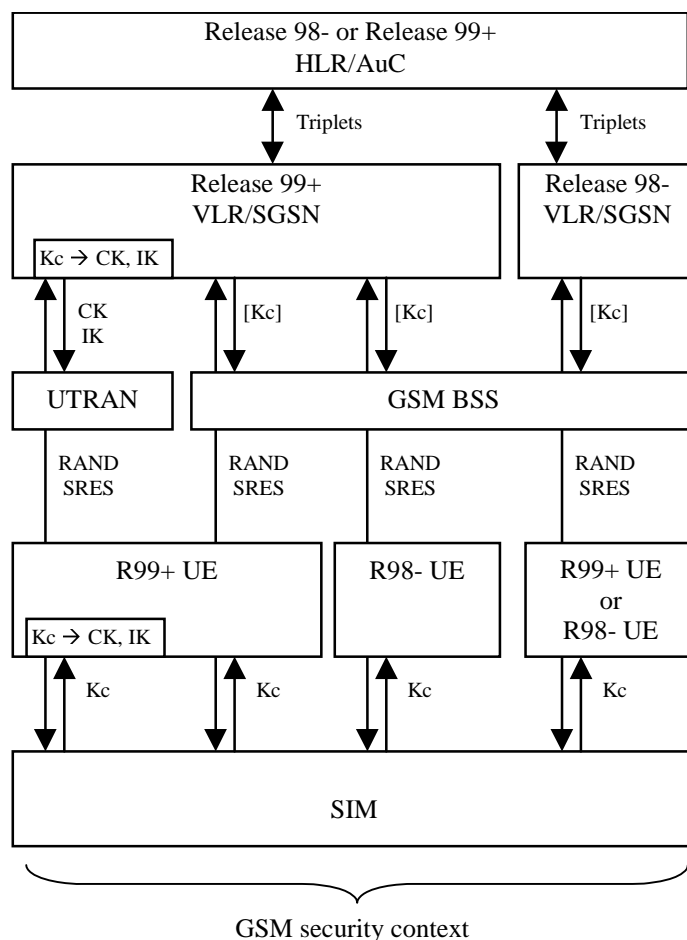 Release 98- or Release 99+
HLR/AuC
Triplets
Triplets
Release 99+
VLR/SGSN
Release 98-
VLR/SGSN
Kc → CK, IK
CK
IK
[Kc]
[Kc]
[Kc]
UTRAN
GSM BSS
RAND
SRES
RAND
SRES
RAND
SRES
RAND
SRES
R99+ UE
R98- UE
R99+ UE
or
R98- UE
Kc → CK, IK
Kc
Kc
Kc
Kc
SIM
GSM security context